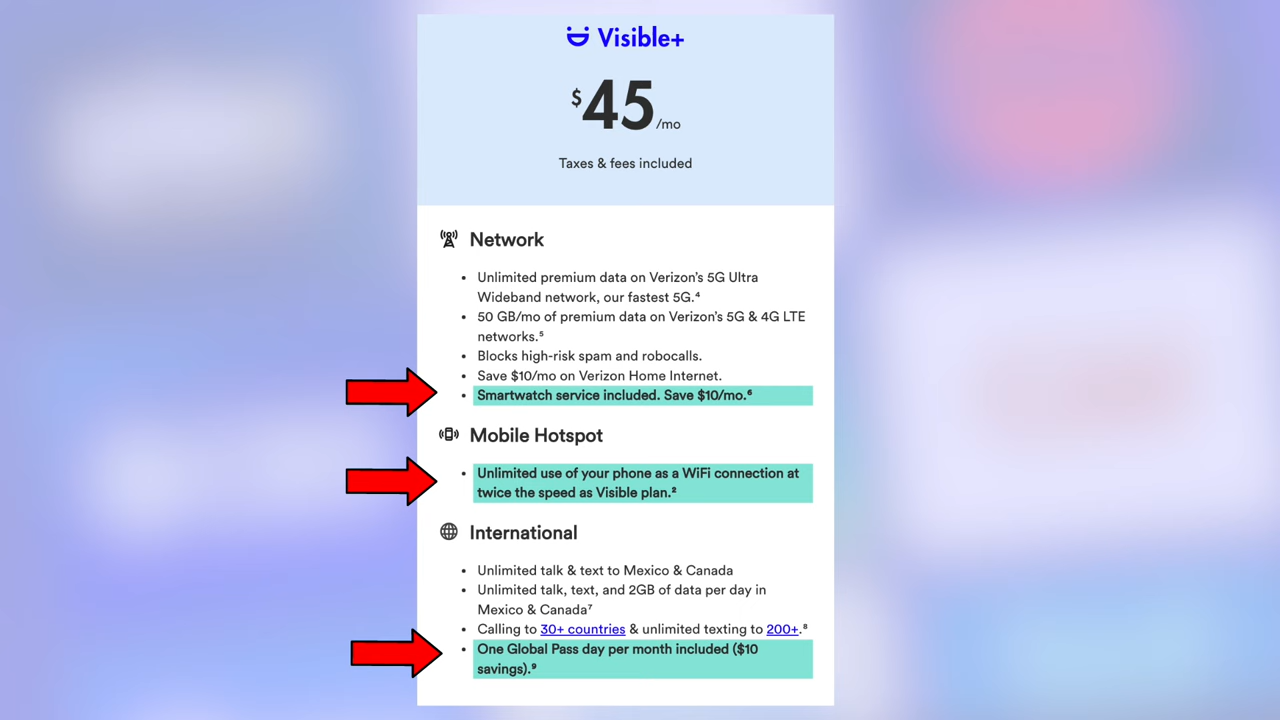 Visible+
$45/mo
Taxes & fees included
Network
• Unlimited premium data on Verizon’s 5G Ultra
Wideband network, our fastest 5G.⁴
• 50 GB/mo of premium data on Verizon’s 5G & 4G LTE
networks.⁵
• Blocks high-risk spam and robocalls.
• Save $10/mo on Verizon Home Internet.
• Smartwatch service included. Save $10/mo.⁶
Mobile Hotspot
• Unlimited use of your phone as a WiFi connection at
twice the speed as Visible plan.²
International
• Unlimited talk & text to Mexico & Canada
• Unlimited talk, text, and 2GB of data per day in
Mexico & Canada⁷
• Calling to 30+ countries & unlimited texting to 200+.⁸
• One Global Pass day per month included ($10
savings).⁹